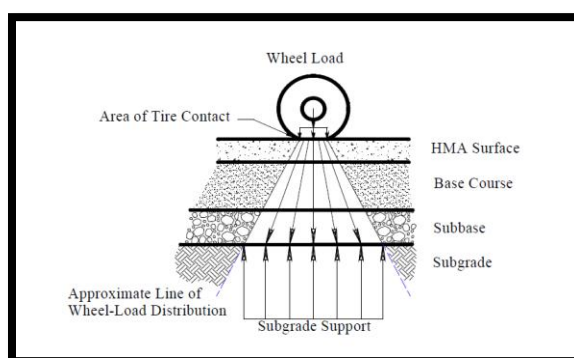 Wheel Load
Area of Tire Contact
HMA Surface
Base Course
Subbase
Subgrade
Approximate Line of
Wheel-Load Distribution
Subgrade Support